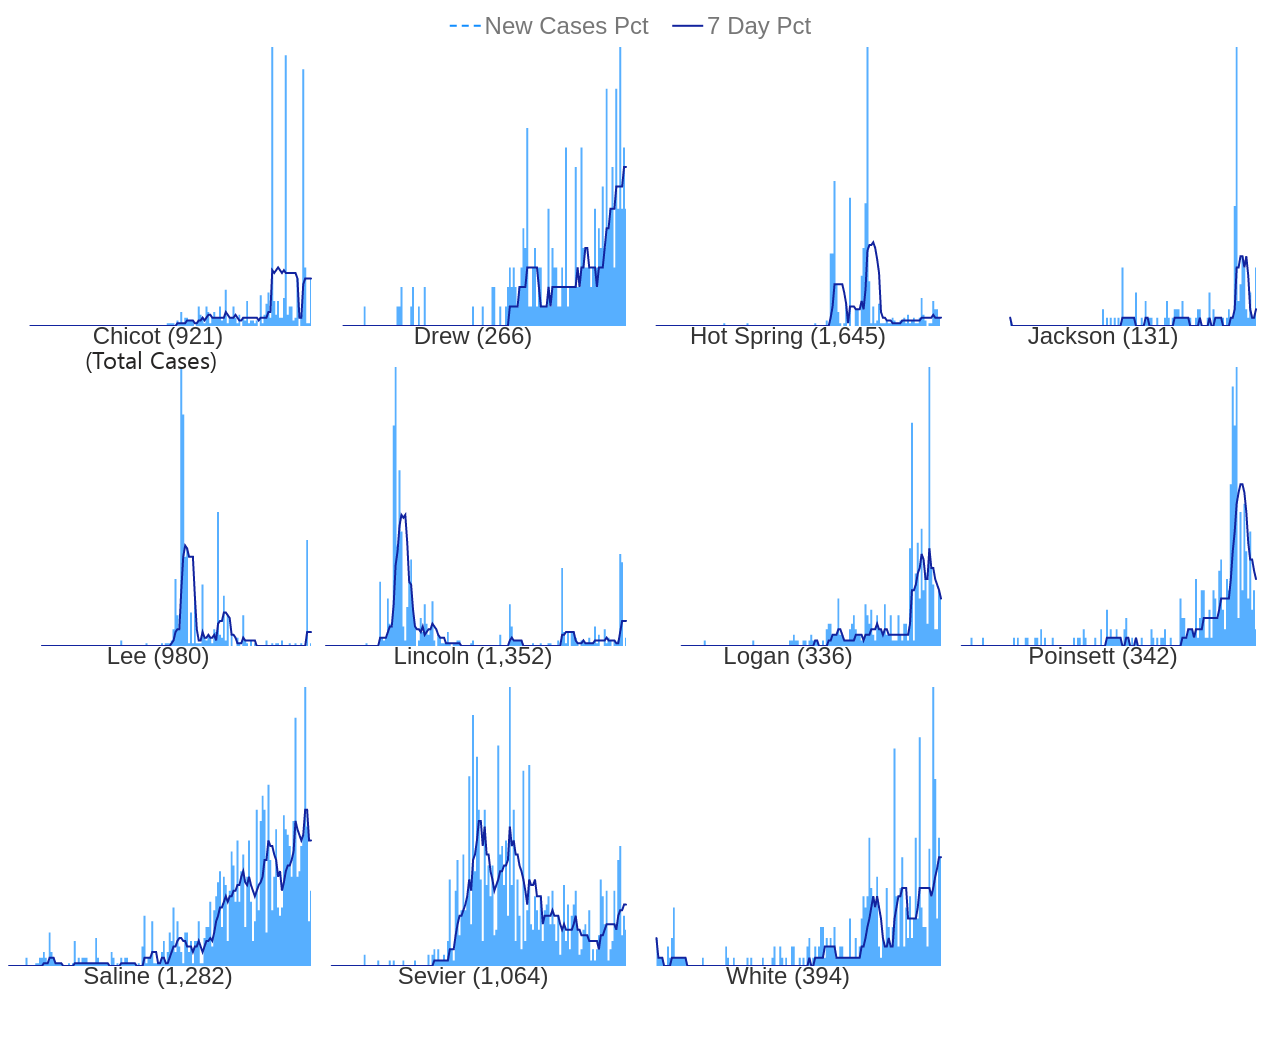 New Cases Pct 7 Day Pct
Chicot (921) Drew (266) Hot Spring (1,645) Jackson (131)
(Total Cases)
Lee (980) Lincoln (1,352) Logan (336) Poinsett (342)
Saline (1,282) Sevier (1,064) White (394)